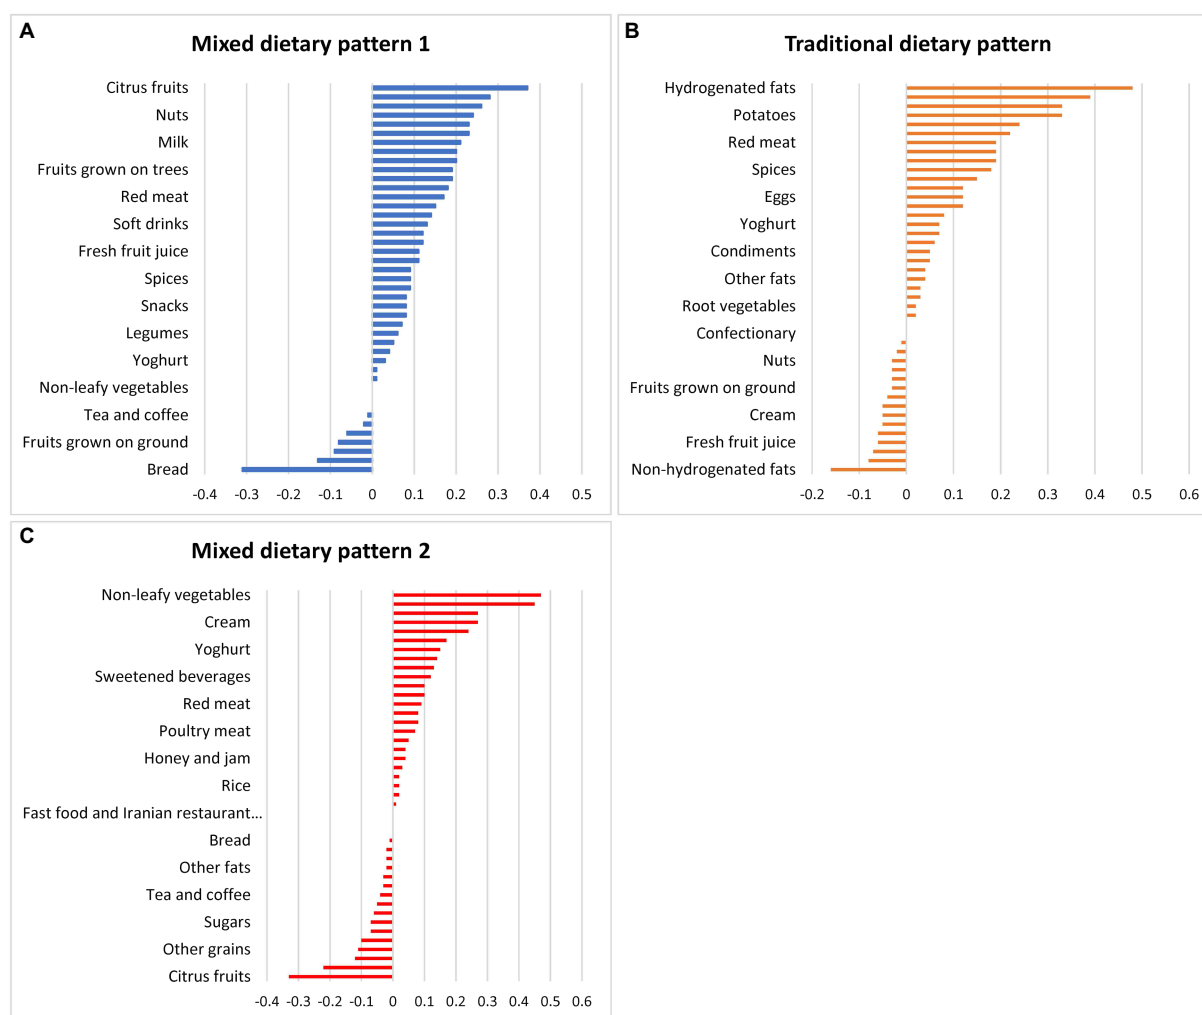 A
Mixed dietary pattern 1
Citrus fruits
Nuts
Milk
Fruits grown on trees
Red meat
Soft drinks
Fresh fruit juice
Spices
Snacks
Legumes
Yoghurt
Non-leafy vegetables
Tea and coffee
Fruits grown on ground
Bread
-0.4 -0.3 -0.2 -0.1 0 0.1 0.2 0.3 0.4 0.5
B
Traditional dietary pattern
Hydrogenated fats
Potatoes
Red meat
Spices
Eggs
Yoghurt
Condiments
Other fats
Root vegetables
Confectionary
Nuts
Fruits grown on ground
Cream
Fresh fruit juice
Non-hydrogenated fats
-0.2 -0.1 0 0.1 0.2 0.3 0.4 0.5 0.6
C
Mixed dietary pattern 2
Non-leafy vegetables
Cream
Yoghurt
Sweetened beverages
Red meat
Poultry meat
Honey and jam
Rice
Fast food and Iranian restaurant...
Bread
Other fats
Tea and coffee
Sugars
Other grains
Citrus fruits
-0.4 -0.3 -0.2 -0.1 0 0.1 0.2 0.3 0.4 0.5 0.6